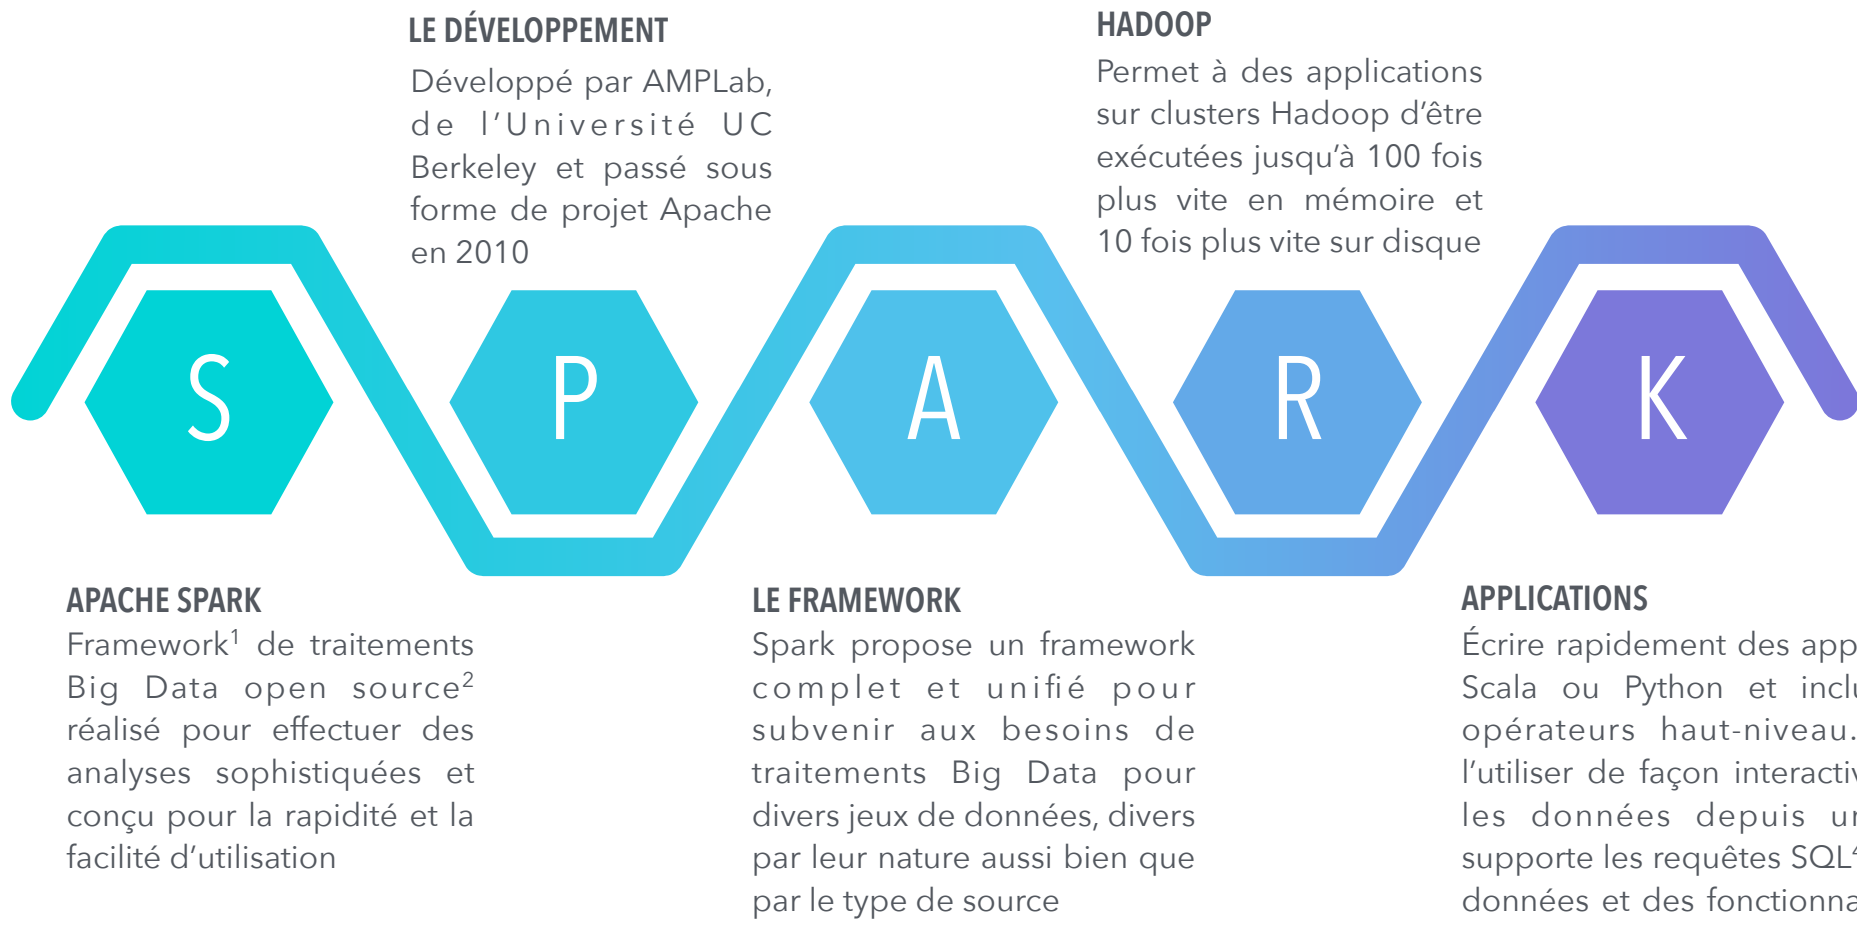 LE DÉVELOPPEMENT
Développé par AMPLab,
de l'Université UC
Berkeley et passé sous
forme de projet Apache
en 2010
HADOOP
Permet à des applications
sur clusters Hadoop d'être
exécutées jusqu'à 100 fois
plus vite en mémoire et
10 fois plus vite sur disque
S P A R K
APACHE SPARK
Framework¹ de traitements
Big Data open source²
réalisé pour effectuer des
analyses sophistiquées et
conçu pour la rapidité et la
facilité d'utilisation
LE FRAMEWORK
Spark propose un framework
complet et unifié pour
subvenir aux besoins de
traitements Big Data pour
divers jeux de données, divers
par leur nature aussi bien que
par le type de source
APPLICATIONS
Écrire rapidement des
Scala ou Python et
opérateurs haut-niveau.
l'utiliser de façon
les données depuis
supporte les requêtes SQL
données et des